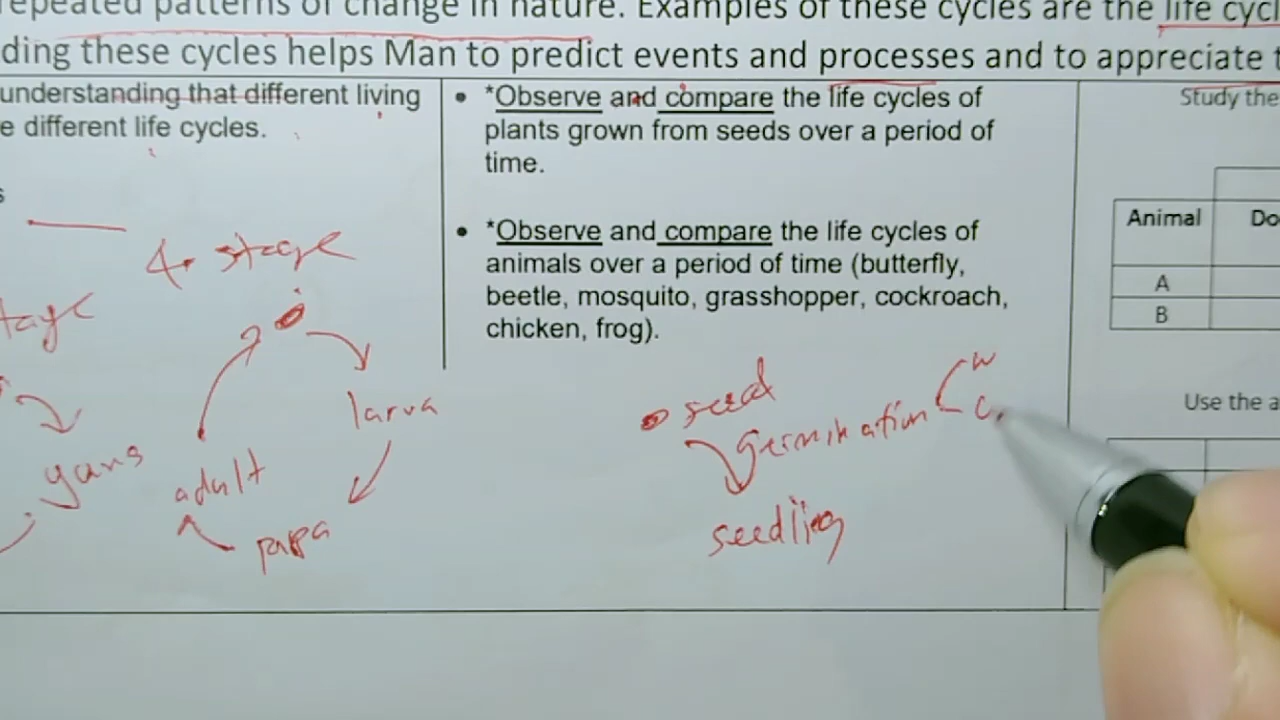 repeated patterns of change in nature. Examples of these cycles are the life cycl
ding these cycles helps Man to predict events and processes and to appreciate t
understanding that different living
e different life cycles.
s
4. stage
tage
larva
papa
adult
• *Observe and compare the life cycles of
plants grown from seeds over a period of
time.
• *Observe and compare the life cycles of
animals over a period of time (butterfly,
beetle, mosquito, grasshopper, cockroach,
chicken, frog).
seed
germination
w
seedling
Study the
Animal Do
A
B
Use the a